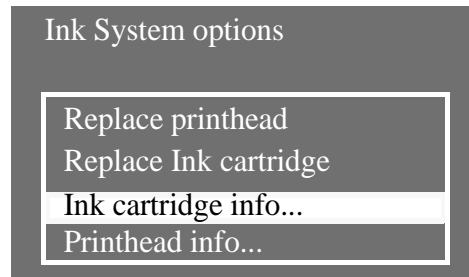 Ink System options
Replace printhead
Replace Ink cartridge
Ink cartridge info...
Printhead info...